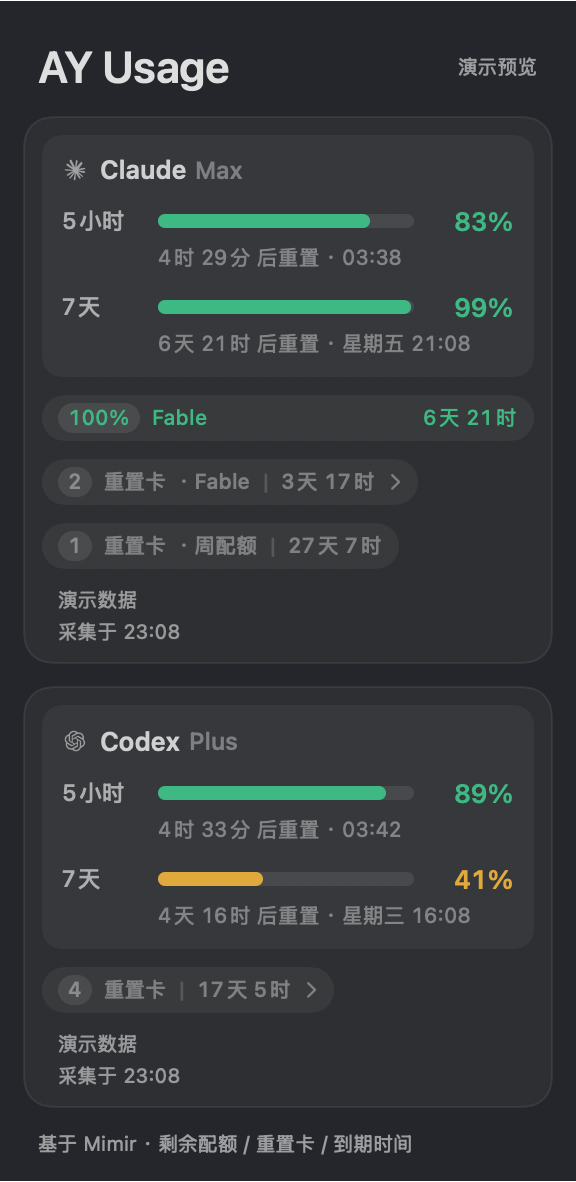 AY Usage 演示预览
Claude Max
5小时 83%
4时 29分 后重置 · 03:38
7天 99%
6天 21时 后重置 · 星期五 21:08
100% Fable 6天 21时
2 重置卡 · Fable | 3天 17时 >
1 重置卡 · 周配额 | 27天 7时
演示数据
采集于 23:08
Codex Plus
5小时 89%
4时 33分 后重置 · 03:42
7天 41%
4天 16时 后重置 · 星期三 16:08
4 重置卡 | 17天 5时 >
演示数据
采集于 23:08
基于 Mimir · 剩余配额 / 重置卡 / 到期时间